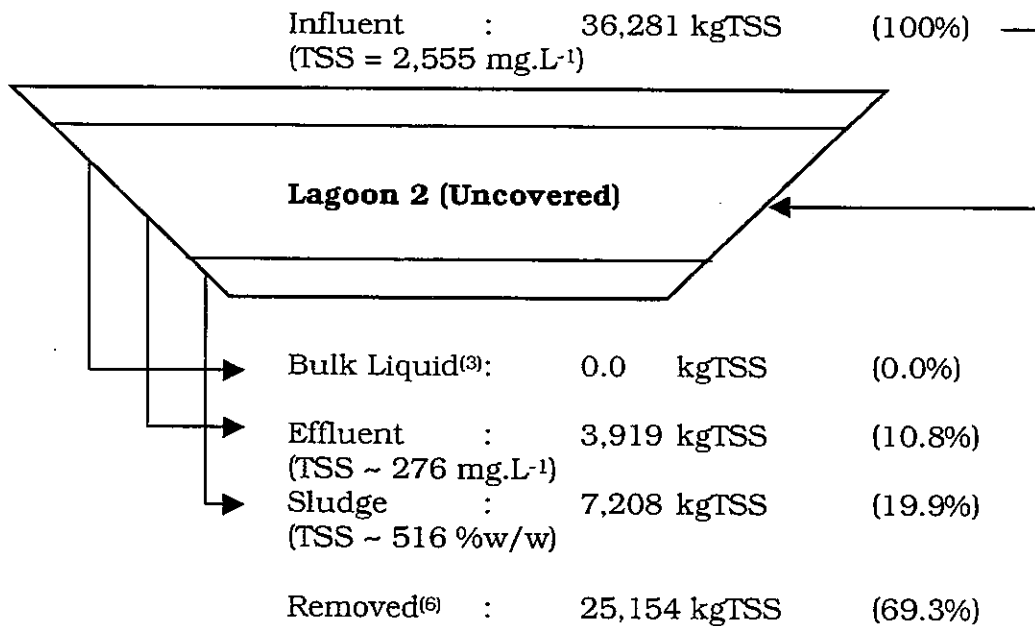 Influent : 36,281 kgTSS (100%)
(TSS = 2,555 mg.L-1)
Lagoon 2 (Uncovered)
Bulk Liquid(3): 0.0 kgTSS (0.0%)
Effluent : 3,919 kgTSS (10.8%)
(TSS ~ 276 mg.L-1)
Sludge : 7,208 kgTSS (19.9%)
(TSS ~ 516 %w/w)
Removed(6) : 25,154 kgTSS (69.3%)